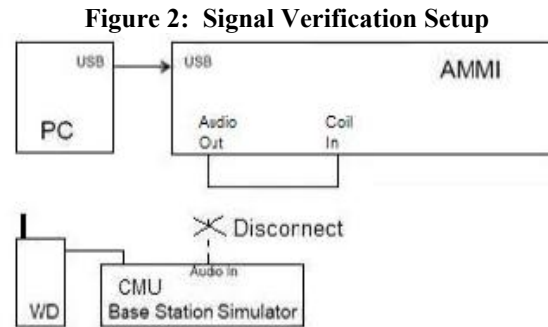 Figure 2: Signal Verification Setup
USB
USB
AMMI
PC
Audio
Out
Coil
In
Disconnect
Audio In
CMU
WD
Base Station Simulator